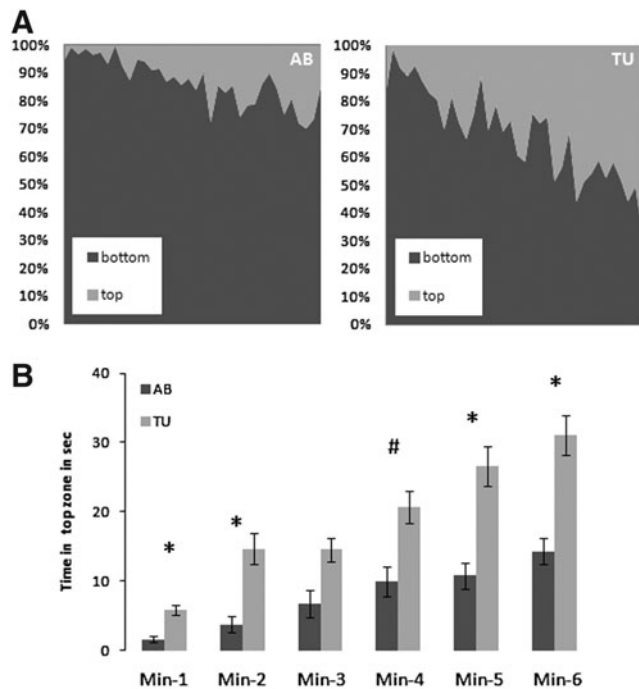 A
100%
90%
80%
70%
60%
50%
40%
30%
20%
10%
0%
AB
bottom
top
100%
90%
80%
70%
60%
50%
40%
30%
20%
10%
0%
TU
bottom
top
B
Time in top zone in sec
40
30
20
10
0
AB
TU
*
*
#
*
*
Min-1 Min-2 Min-3 Min-4 Min-5 Min-6